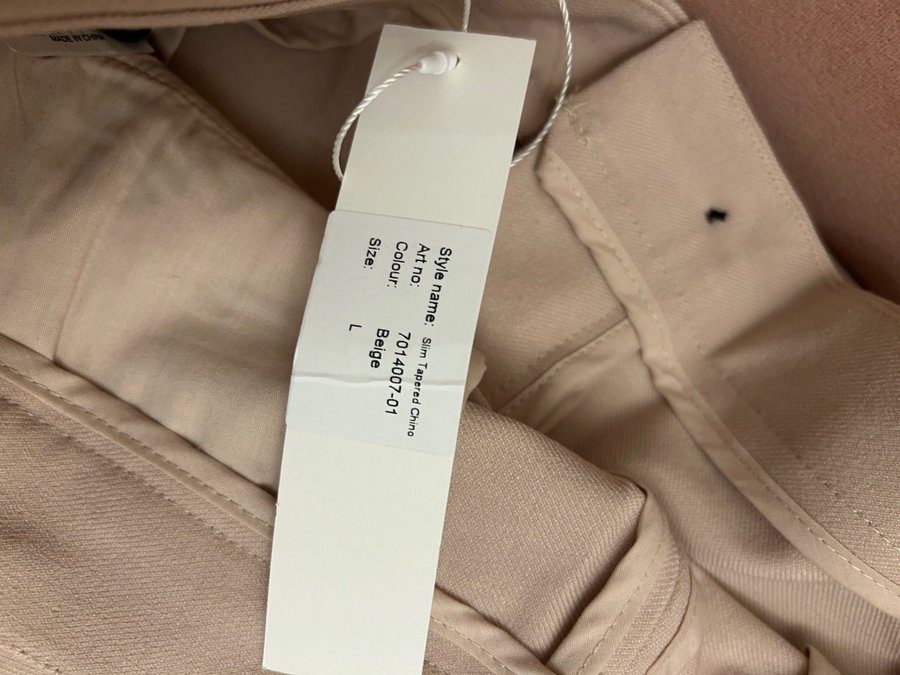 MADE IN CHINA
Style name: Slim Tapered Chino
Art no: 7014007-01
Colour: Beige
Size: L